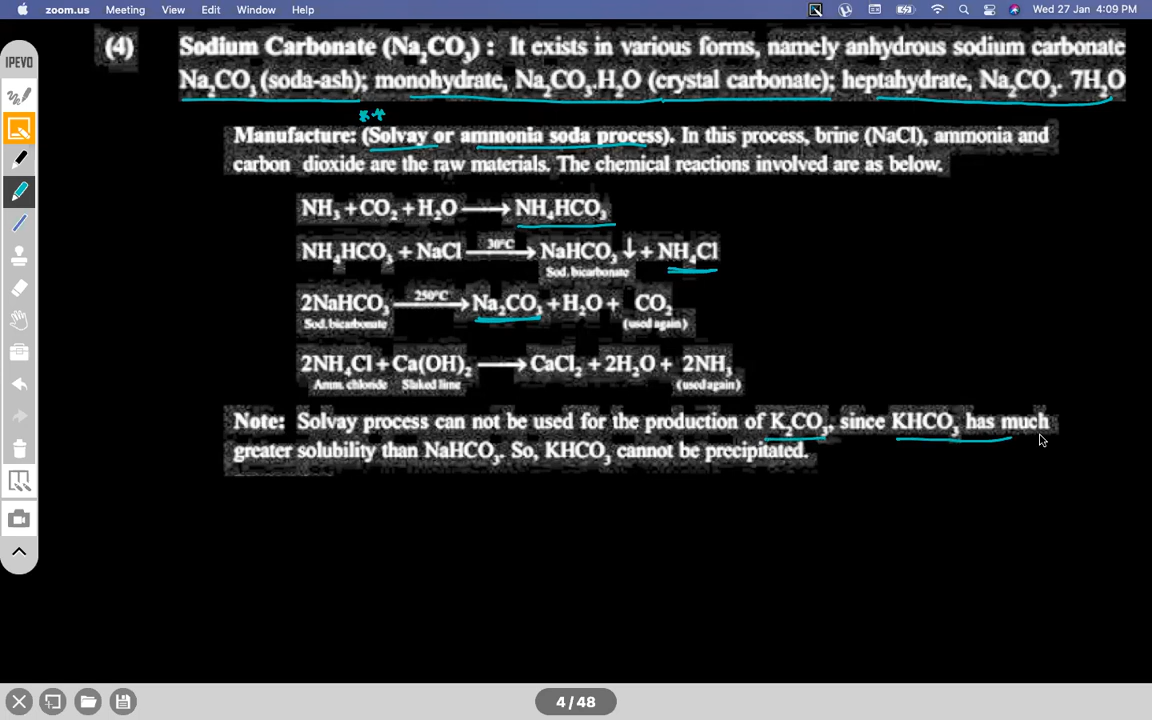 zoom.us Meeting View Edit Window Help Wed 27 Jan 4:09 PM
IPEVO
(4) Sodium Carbonate (Na₂CO₃) : It exists in various forms, namely anhydrous sodium carbonate
Na₂CO₃ (soda-ash); monohydrate, Na₂CO₃.H₂O (crystal carbonate); heptahydrate, Na₂CO₃. 7H₂O
Manufacture: (Solvay or ammonia soda process). In this process, brine (NaCl), ammonia and
carbon dioxide are the raw materials. The chemical reactions involved are as below.
NH₃ + CO₂ + H₂O ⟶ NH₄HCO₃
30°C
NH₄HCO₃ + NaCl ⟶ NaHCO₃ ↓ + NH₄Cl
Sod. bicarbonate
250°C
2NaHCO₃ ⟶ Na₂CO₃ + H₂O + CO₂
Sod. bicarbonate (used again)
2NH₄Cl + Ca(OH)₂ ⟶ CaCl₂ + 2H₂O + 2NH₃
Amm. chloride Slaked lime (used again)
Note: Solvay process can not be used for the production of K₂CO₃, since KHCO₃ has much
greater solubility than NaHCO₃. So, KHCO₃ cannot be precipitated.
4 / 48